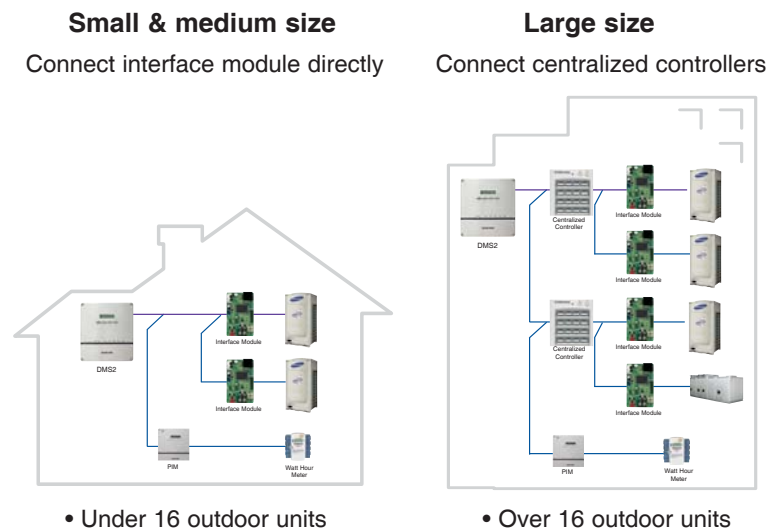 Small & medium size
Connect interface module directly
DMS2
Interface Module
Interface Module
PIM
Watt Hour
Meter
• Under 16 outdoor units
Large size
Connect centralized controllers
DMS2
Centralized
Controller
Interface Module
Interface Module
Centralized
Controller
Interface Module
Interface Module
PIM
Watt Hour
Meter
• Over 16 outdoor units